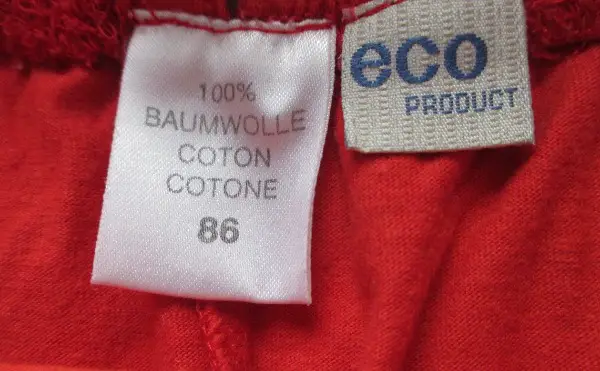 100%
BAUMWOLLE
COTON
COTONE
86
eco
PRODUCT